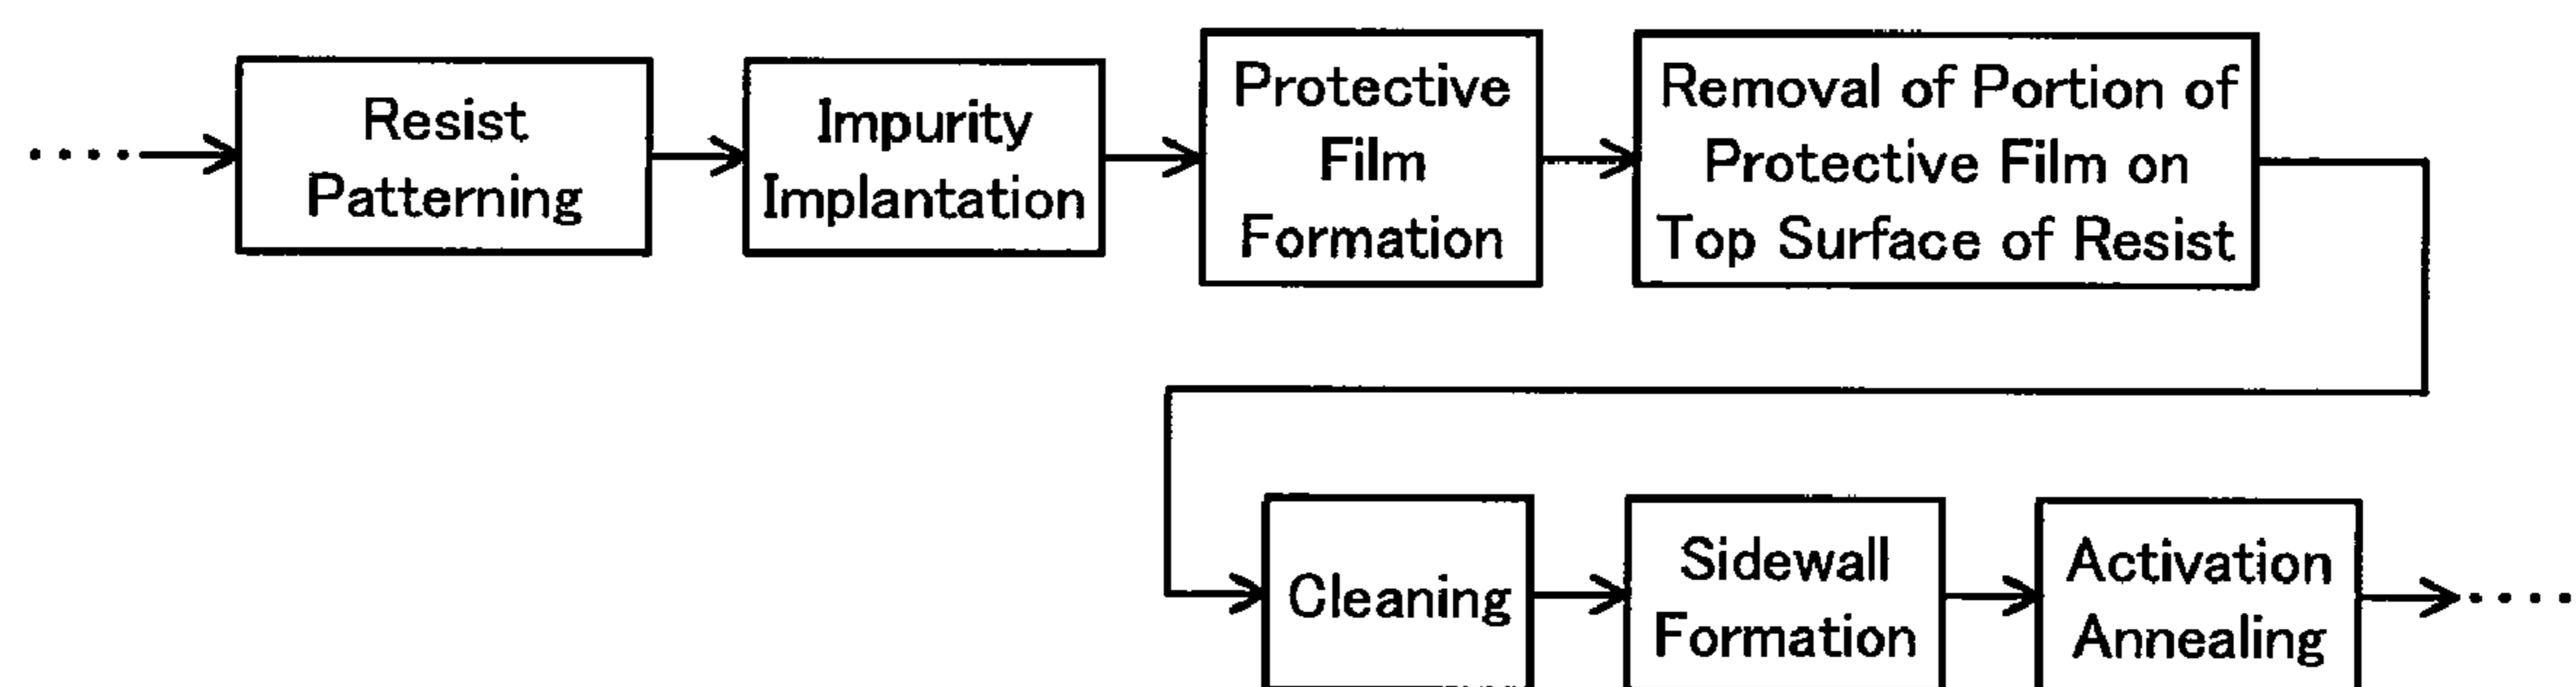 Resist
Patterning
Impurity
Implantation
Protective
Film
Formation
Removal of Portion of
Protective Film on
Top Surface of Resist
Cleaning
Sidewall
Formation
Activation
Annealing